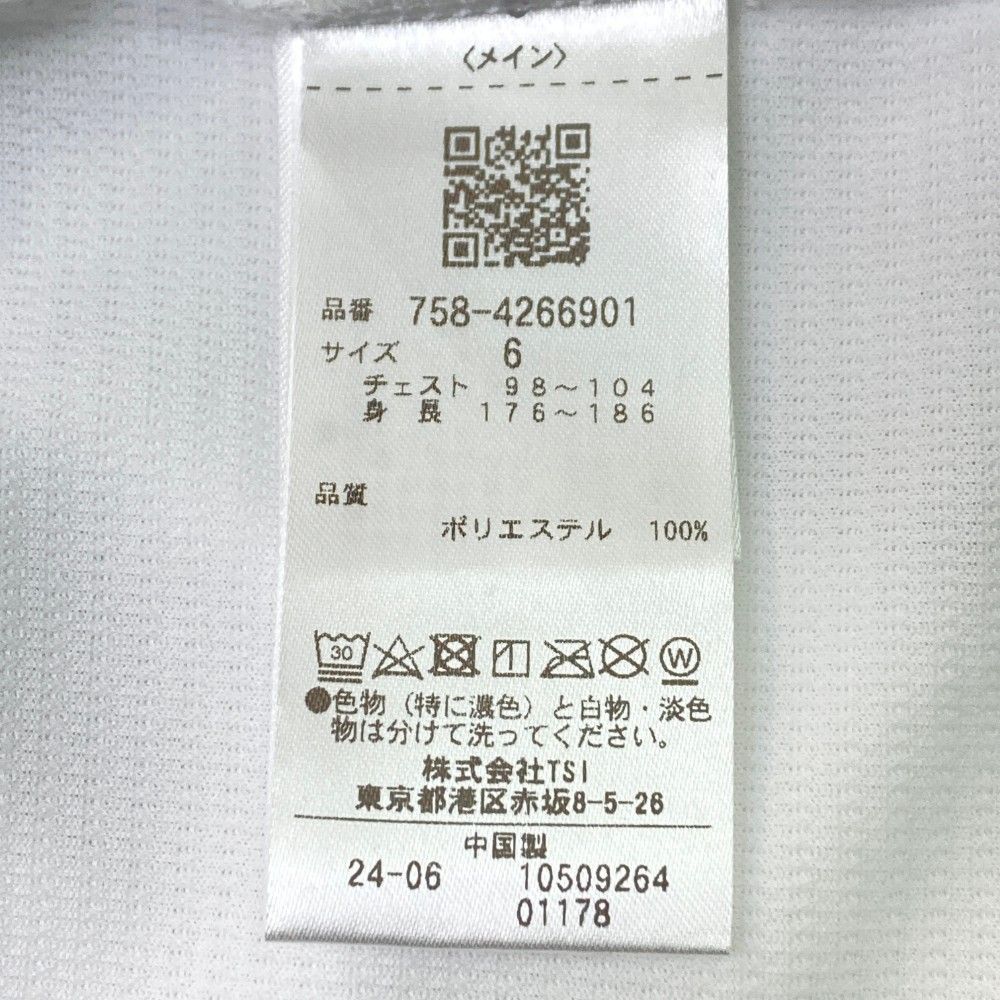 〈メイン〉
品番 758-4266901
サイズ 6
チェスト 98～104
身長 176～186
品質
ポリエステル 100%
30 W
●色物（特に濃色）と白物・淡色
物は分けて洗ってください。
株式会社TSI
東京都港区赤坂8-5-26
中国製
24-06 10509264
01178